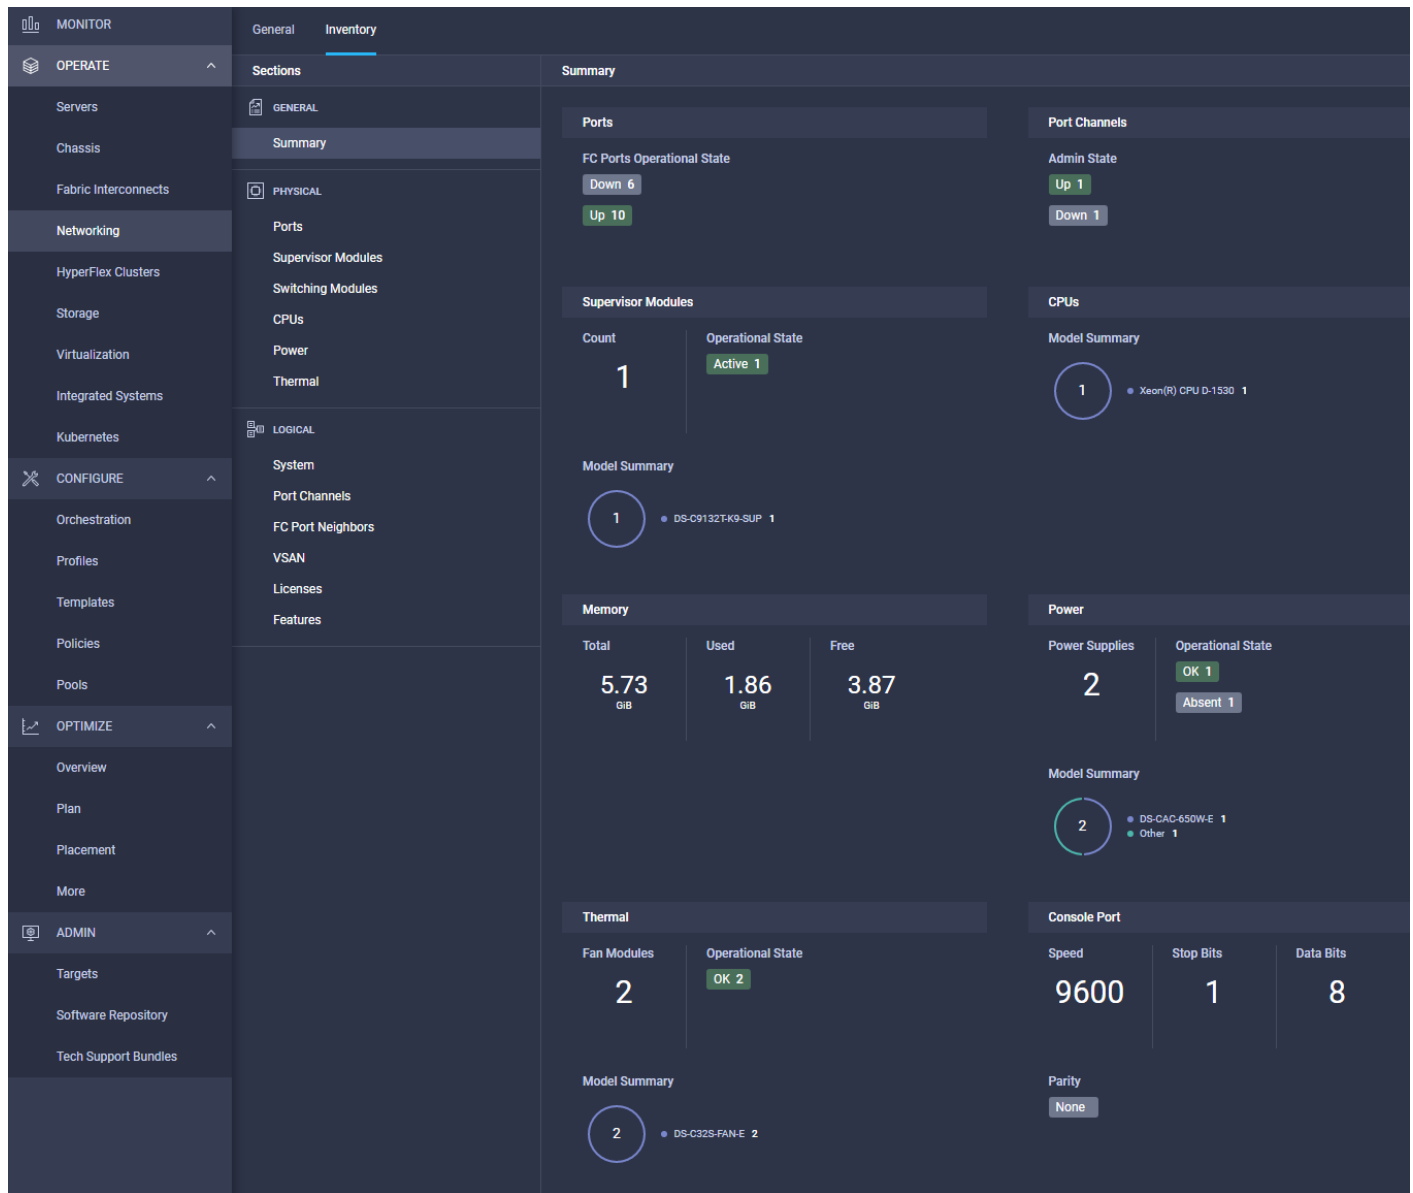 MONITOR
OPERATE
Servers
Chassis
Fabric Interconnects
Networking
HyperFlex Clusters
Storage
Virtualization
Integrated Systems
Kubernetes
CONFIGURE
Orchestration
Profiles
Templates
Policies
Pools
OPTIMIZE
Overview
Plan
Placement
More
ADMIN
Targets
Software Repository
Tech Support Bundles
General Inventory
Sections
GENERAL
Summary
PHYSICAL
Ports
Supervisor Modules
Switching Modules
CPUs
Power
Thermal
LOGICAL
System
Port Channels
FC Port Neighbors
VSAN
Licenses
Features
Summary
Ports
FC Ports Operational State
Down 6
Up 10
Port Channels
Admin State
Up 1
Down 1
Supervisor Modules
Count
1
Operational State
Active 1
Model Summary
1
DS-C9132T-K9-SUP 1
CPUs
Model Summary
1
Xeon(R) CPU D-1530 1
Memory
Total
5.73
GiB
Used
1.86
GiB
Free
3.87
GiB
Power
Power Supplies
2
Operational State
OK 1
Absent 1
Model Summary
2
DS-CAC-650W-E 1
Other 1
Thermal
Fan Modules
2
Operational State
OK 2
Model Summary
2
DS-C32S-FAN-E 2
Console Port
Speed
9600
Stop Bits
1
Data Bits
8
Parity
None